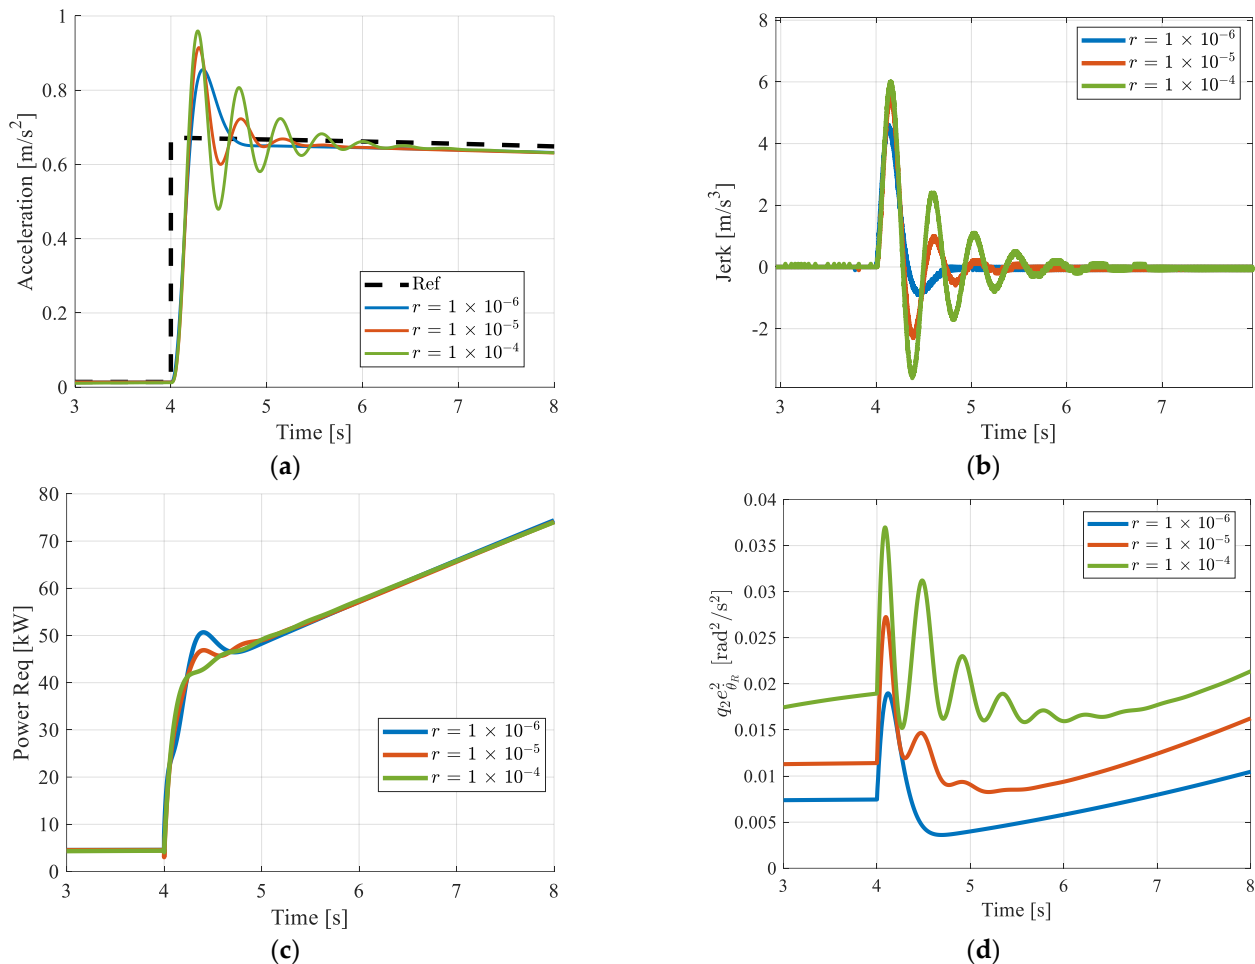 1
0.8
0.6
0.4
0.2
0
Acceleration [m/s²]
Ref
r = 1 × 10⁻⁶
r = 1 × 10⁻⁵
r = 1 × 10⁻⁴
3 4 5 6 7 8
Time [s]
(a)
8
6
4
2
0
-2
Jerk [m/s³]
r = 1 × 10⁻⁶
r = 1 × 10⁻⁵
r = 1 × 10⁻⁴
3 4 5 6 7
Time [s]
(b)
80
70
60
50
40
30
20
10
0
Power Req [kW]
r = 1 × 10⁻⁶
r = 1 × 10⁻⁵
r = 1 × 10⁻⁴
3 4 5 6 7 8
Time [s]
(c)
0.04
0.035
0.03
0.025
0.02
0.015
0.01
0.005
0
q₂e²_θ̇_R [rad²/s²]
r = 1 × 10⁻⁶
r = 1 × 10⁻⁵
r = 1 × 10⁻⁴
3 4 5 6 7 8
Time [s]
(d)